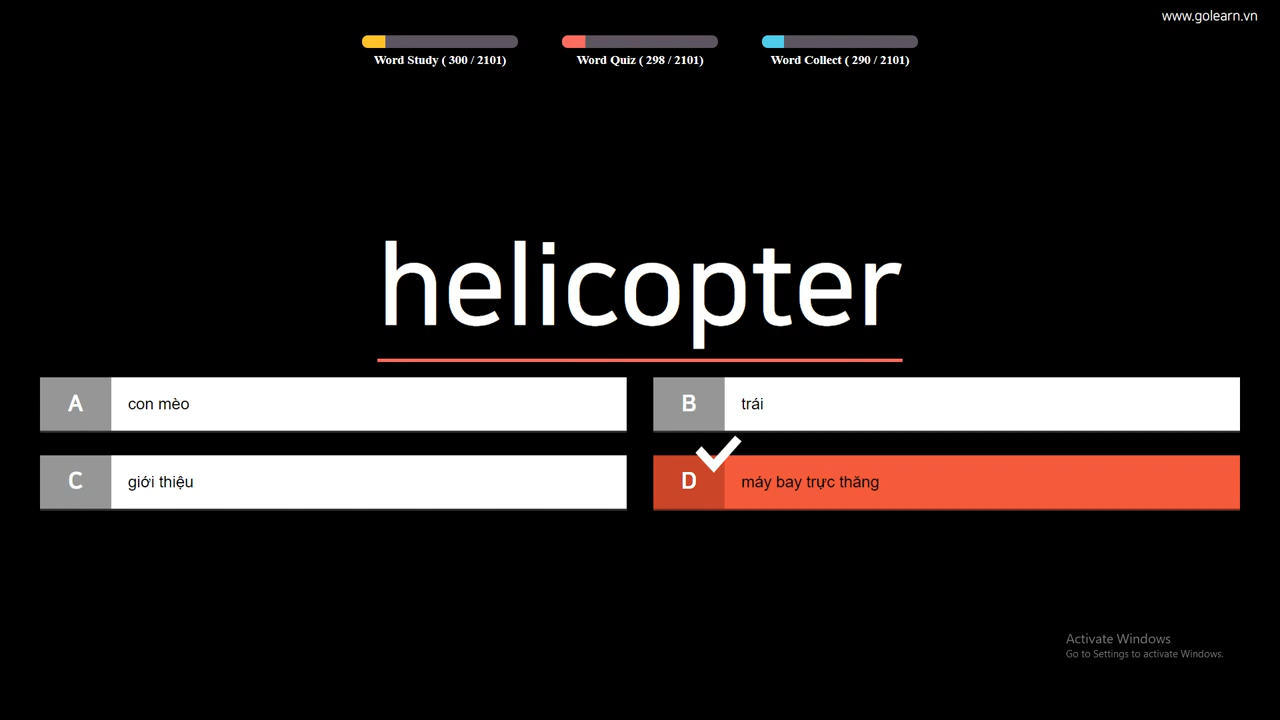 www.golearn.vn
Word Study ( 300 / 2101)
Word Quiz ( 298 / 2101)
Word Collect ( 290 / 2101)
helicopter
A con mèo
B trái
C giới thiệu
D máy bay trực thăng
Activate Windows
Go to Settings to activate Windows.